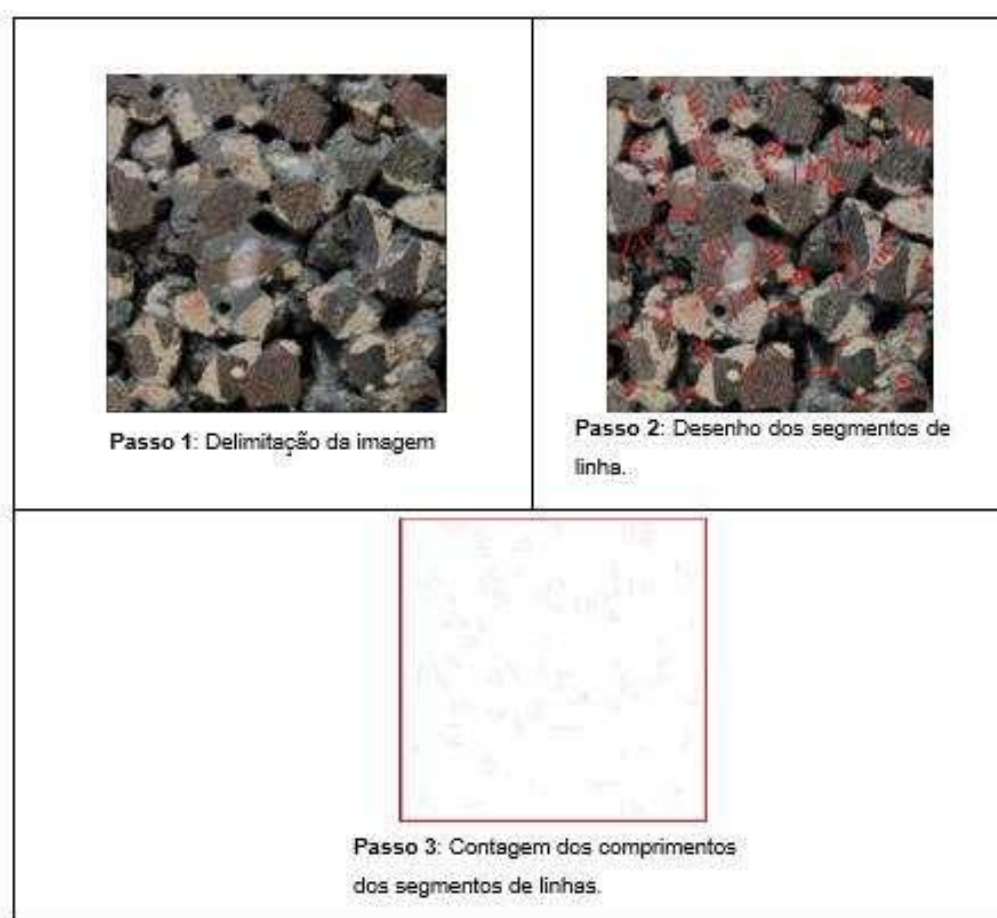 Passo 1: Delimitação da imagem
Passo 2: Desenho dos segmentos de
linha.
Passo 3: Contagem dos comprimentos
dos segmentos de linhas.